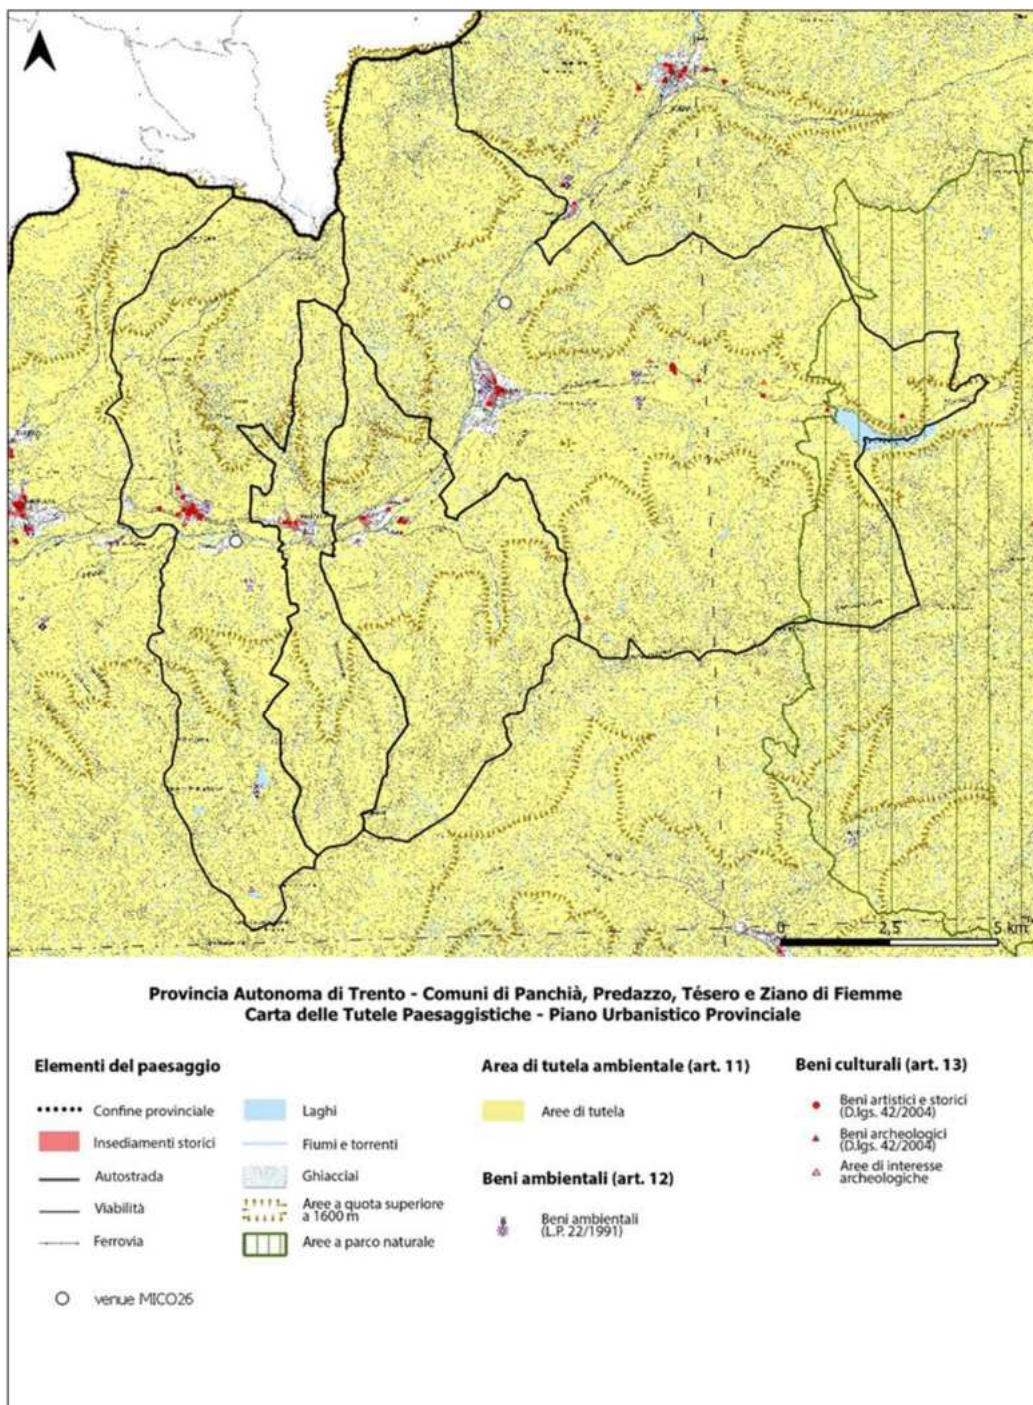 0 2,5 5 km
Provincia Autonoma di Trento - Comuni di Panchià, Predazzo, Tésero e Ziano di Fiemme
Carta delle Tutele Paesaggistiche - Piano Urbanistico Provinciale
Elementi del paesaggio
Confine provinciale
Insediamenti storici
Autostrada
Viabilità
Ferrovia
venue MICO26
Laghi
Fiumi e torrenti
Ghiacciai
Aree a quota superiore
a 1600 m
Aree a parco naturale
Area di tutela ambientale (art. 11)
Aree di tutela
Beni ambientali (art. 12)
Beni ambientali
(L.P. 22/1991)
Beni culturali (art. 13)
Beni artistici e storici
(D.lgs. 42/2004)
Beni archeologici
(D.lgs. 42/2004)
Aree di interesse
archeologiche